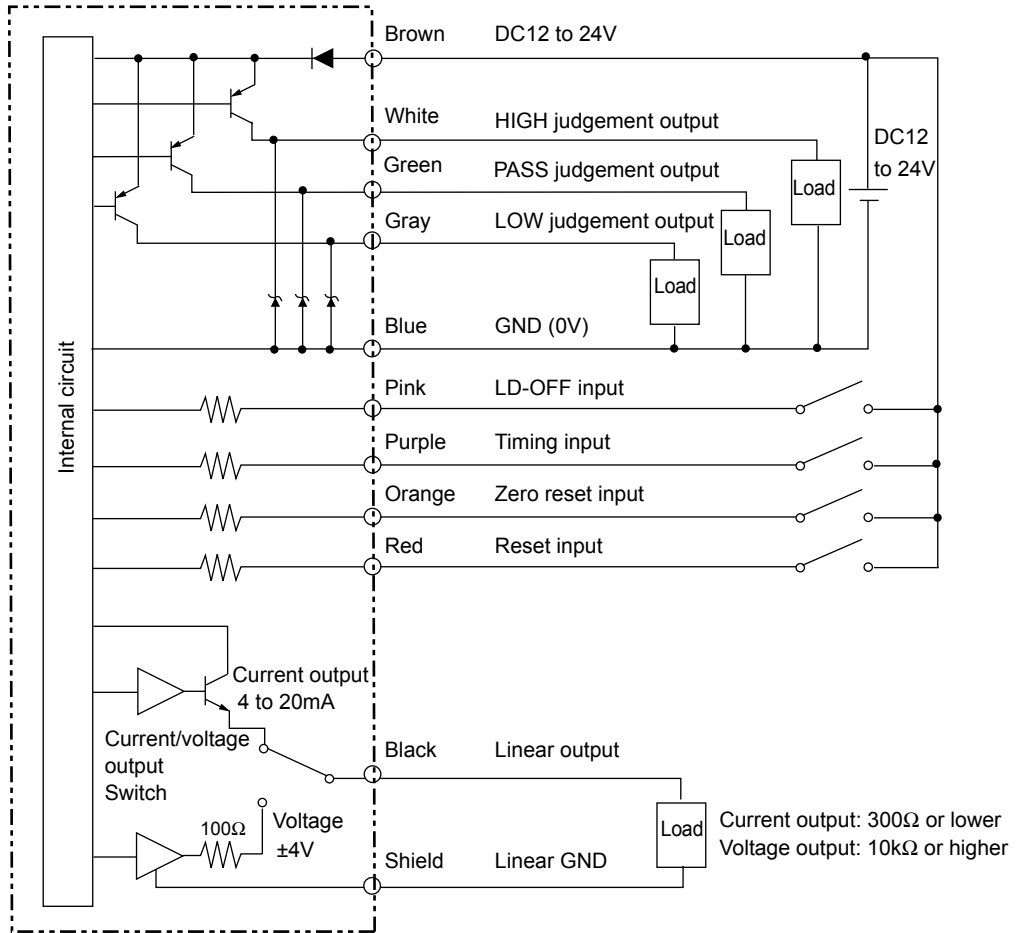 Brown DC12 to 24V
White HIGH judgement output
DC12
to 24V
Green PASS judgement output
Load
Gray LOW judgement output
Load
Load
Blue GND (0V)
Internal circuit
Pink LD-OFF input
Purple Timing input
Orange Zero reset input
Red Reset input
Current output
4 to 20mA
Current/voltage
output
Switch
Black Linear output
100Ω
Voltage
±4V
Load
Current output: 300Ω or lower
Voltage output: 10kΩ or higher
Shield Linear GND